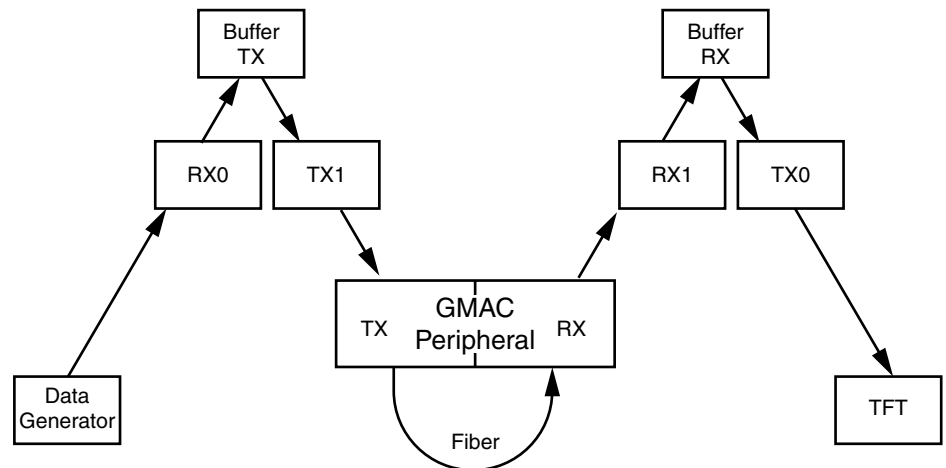 Buffer
TX
Buffer
RX
RX0
TX1
RX1
TX0
GMAC
Peripheral
TX
RX
Data
Generator
Fiber
TFT